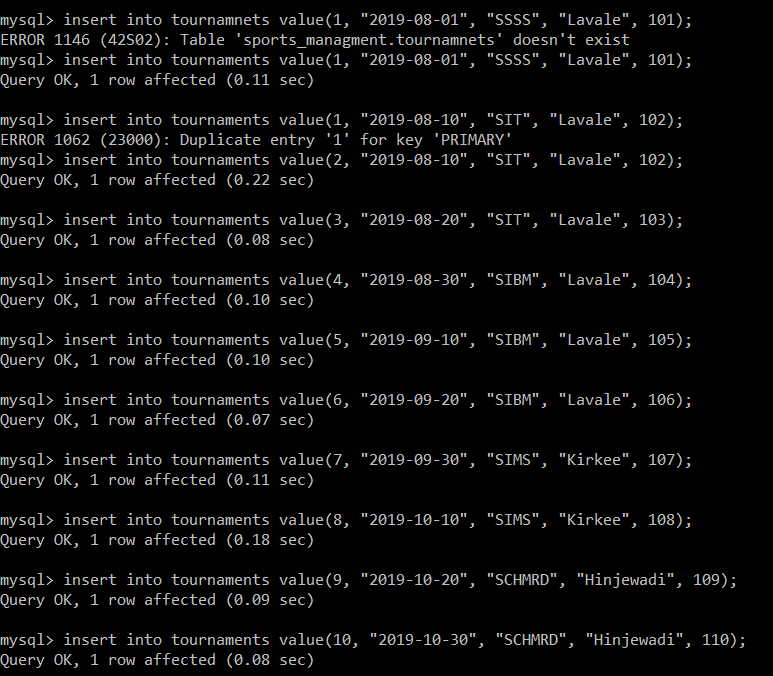 mysql> insert into tournamnets value(1, "2019-08-01", "SSSS", "Lavale", 101);
ERROR 1146 (42S02): Table 'sports_managment.tournamnets' doesn't exist
mysql> insert into tournaments value(1, "2019-08-01", "SSSS", "Lavale", 101);
Query OK, 1 row affected (0.11 sec)
mysql> insert into tournaments value(1, "2019-08-10", "SIT", "Lavale", 102);
ERROR 1062 (23000): Duplicate entry '1' for key 'PRIMARY'
mysql> insert into tournaments value(2, "2019-08-10", "SIT", "Lavale", 102);
Query OK, 1 row affected (0.22 sec)
mysql> insert into tournaments value(3, "2019-08-20", "SIT", "Lavale", 103);
Query OK, 1 row affected (0.08 sec)
mysql> insert into tournaments value(4, "2019-08-30", "SIBM", "Lavale", 104);
Query OK, 1 row affected (0.10 sec)
mysql> insert into tournaments value(5, "2019-09-10", "SIBM", "Lavale", 105);
Query OK, 1 row affected (0.10 sec)
mysql> insert into tournaments value(6, "2019-09-20", "SIBM", "Lavale", 106);
Query OK, 1 row affected (0.07 sec)
mysql> insert into tournaments value(7, "2019-09-30", "SIMS", "Kirkee", 107);
Query OK, 1 row affected (0.11 sec)
mysql> insert into tournaments value(8, "2019-10-10", "SIMS", "Kirkee", 108);
Query OK, 1 row affected (0.18 sec)
mysql> insert into tournaments value(9, "2019-10-20", "SCHMRD", "Hinjewadi", 109);
Query OK, 1 row affected (0.09 sec)
mysql> insert into tournaments value(10, "2019-10-30", "SCHMRD", "Hinjewadi", 110);
Query OK, 1 row affected (0.08 sec)